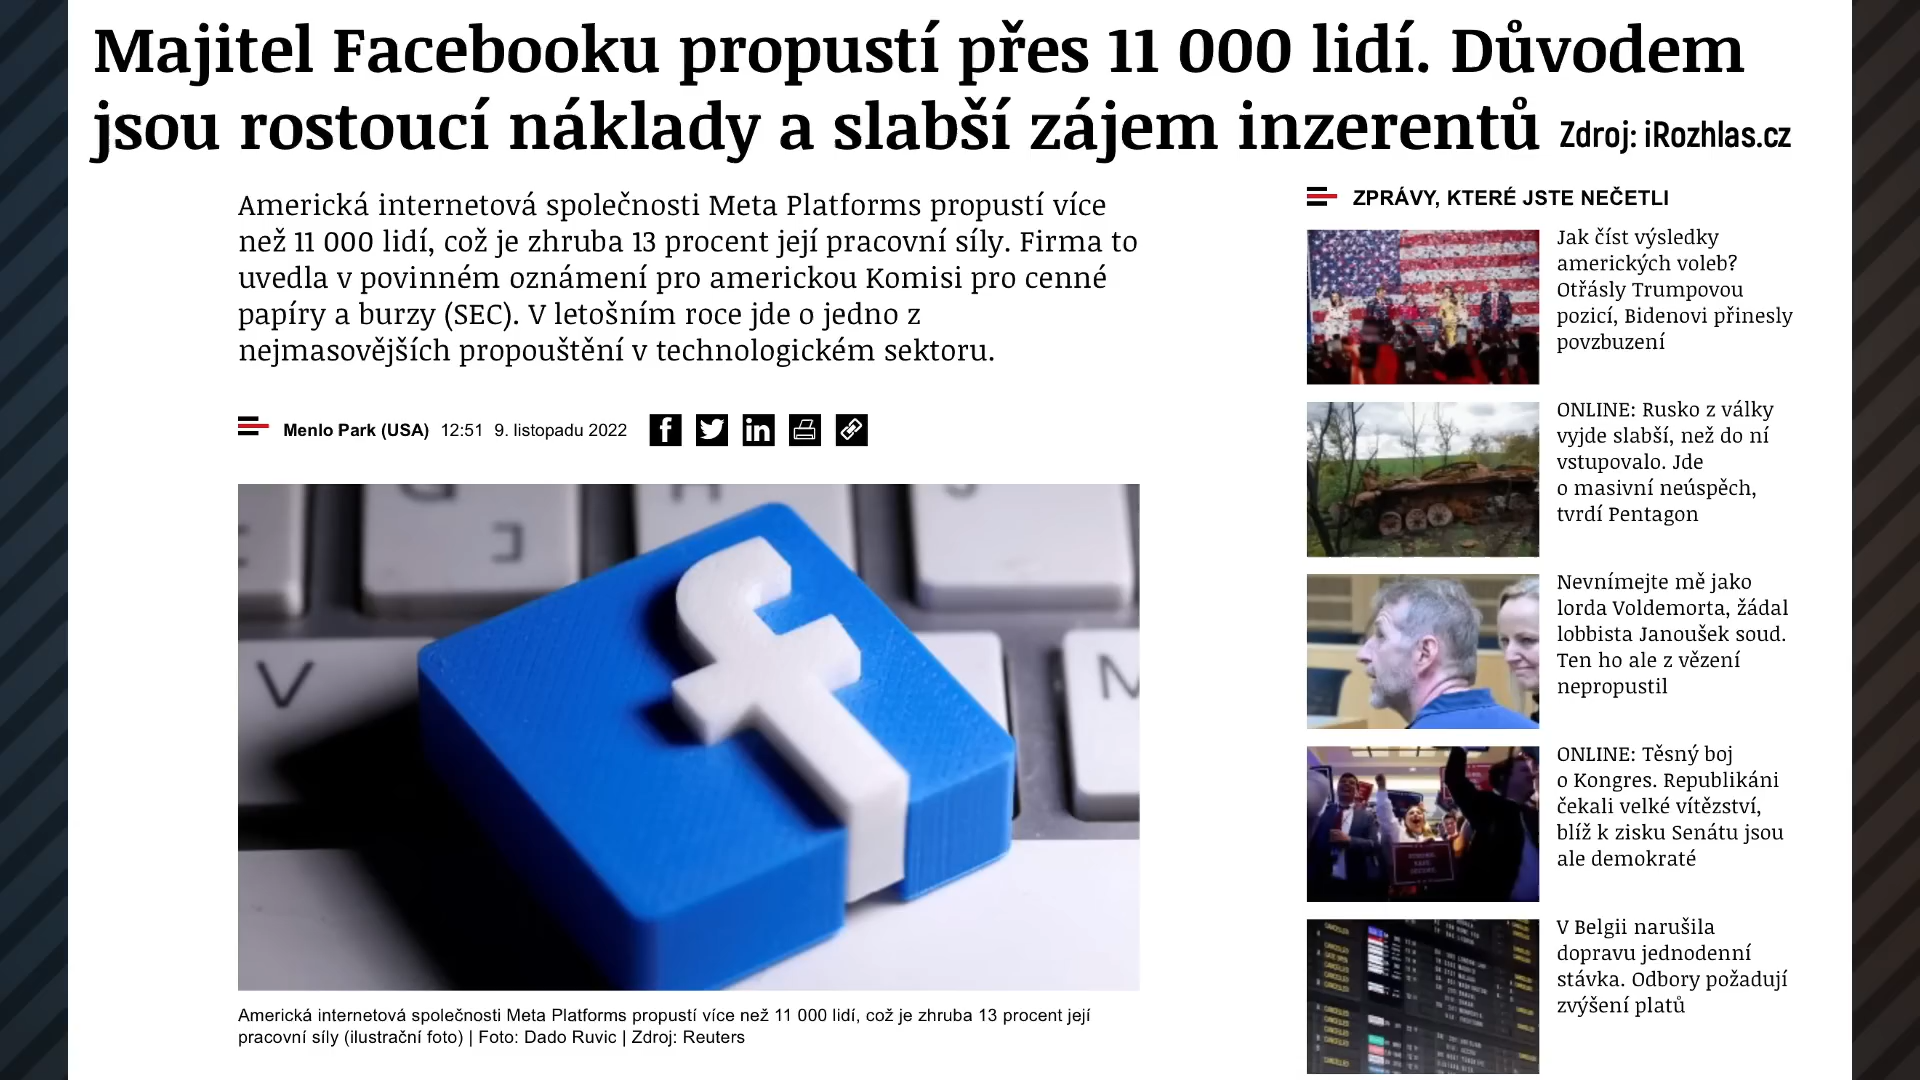 Majitel Facebooku propustí přes 11 000 lidí. Důvodem
jsou rostoucí náklady a slabší zájem inzerentů
Zdroj: iRozhlas.cz
Americká internetová společnosti Meta Platforms propustí více
než 11 000 lidí, což je zhruba 13 procent její pracovní síly. Firma to
uvedla v povinném oznámení pro americkou Komisi pro cenné
papíry a burzy (SEC). V letošním roce jde o jedno z
nejmasovějších propouštění v technologickém sektoru.
Menlo Park (USA) 12:51 9. listopadu 2022
V
M
Americká internetová společnosti Meta Platforms propustí více než 11 000 lidí, což je zhruba 13 procent její
pracovní síly (ilustrační foto) | Foto: Dado Ruvic | Zdroj: Reuters
ZPRÁVY, KTERÉ JSTE NEČETLI
Jak číst výsledky
amerických voleb?
Otřásly Trumpovou
pozicí, Bidenovi přinesly
povzbuzení
ONLINE: Rusko z války
vyjde slabší, než do ní
vstupovalo. Jde
o masivní neúspěch,
tvrdí Pentagon
Nevnímejte mě jako
lorda Voldemorta, žádal
lobbista Janoušek soud.
Ten ho ale z vězení
nepropustil
ONLINE: Těsný boj
o Kongres. Republikáni
čekali velké vítězství,
blíž k zisku Senátu jsou
ale demokraté
V Belgii narušila
dopravu jednodenní
stávka. Odbory požadují
zvýšení platů